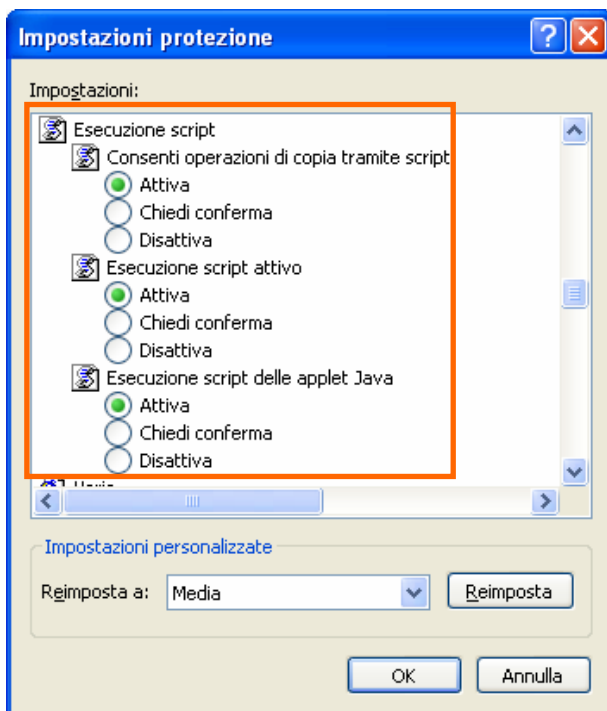 Impostazioni protezione
Impostazioni:
Esecuzione script
Consenti operazioni di copia tramite script
Attiva
Chiedi conferma
Disattiva
Esecuzione script attivo
Attiva
Chiedi conferma
Disattiva
Esecuzione script delle applet Java
Attiva
Chiedi conferma
Disattiva
Impostazioni personalizzate
Reimposta a: Media Reimposta
OK Annulla